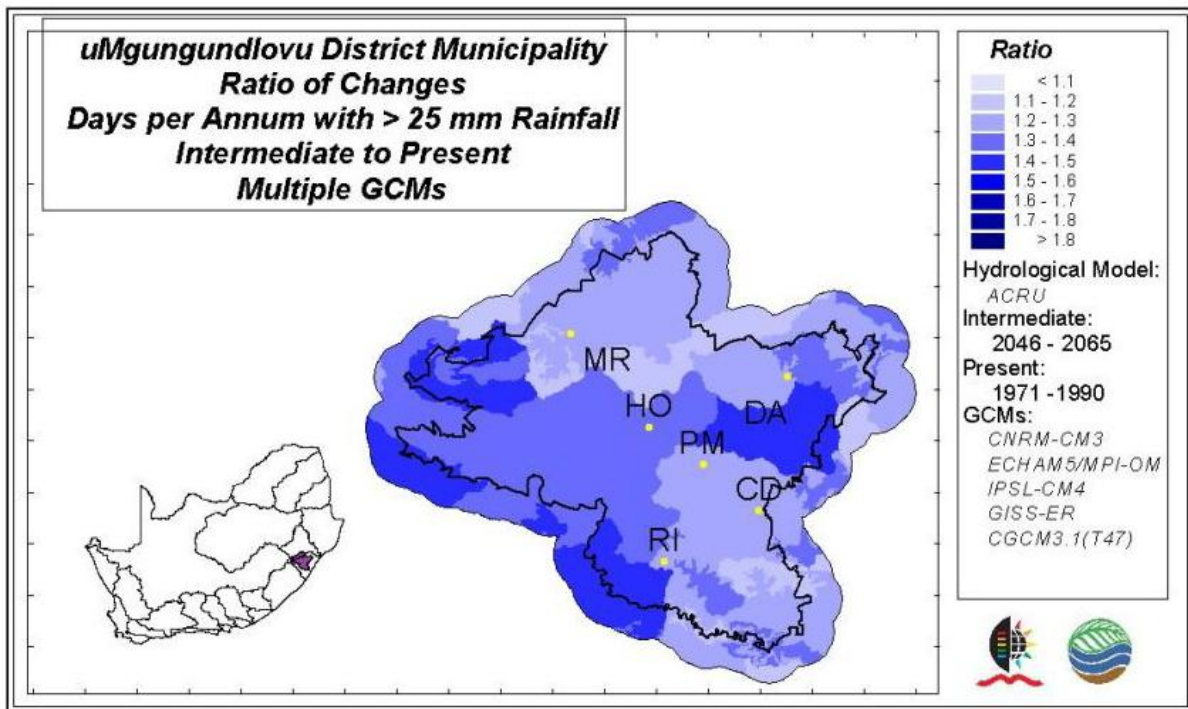 uMgungundlovu District Municipality
Ratio of Changes
Days per Annum with > 25 mm Rainfall
Intermediate to Present
Multiple GCMs
MR
HO
DA
PM
CD
RI
Ratio
< 1.1
1.1 - 1.2
1.2 - 1.3
1.3 - 1.4
1.4 - 1.5
1.5 - 1.6
1.6 - 1.7
1.7 - 1.8
> 1.8
Hydrological Model:
ACRU
Intermediate:
2046 - 2065
Present:
1971 -1990
GCMs:
CNRM-CM3
ECHAM5/MPI-OM
IPSL-CM4
GISS-ER
CGCM3.1(T47)